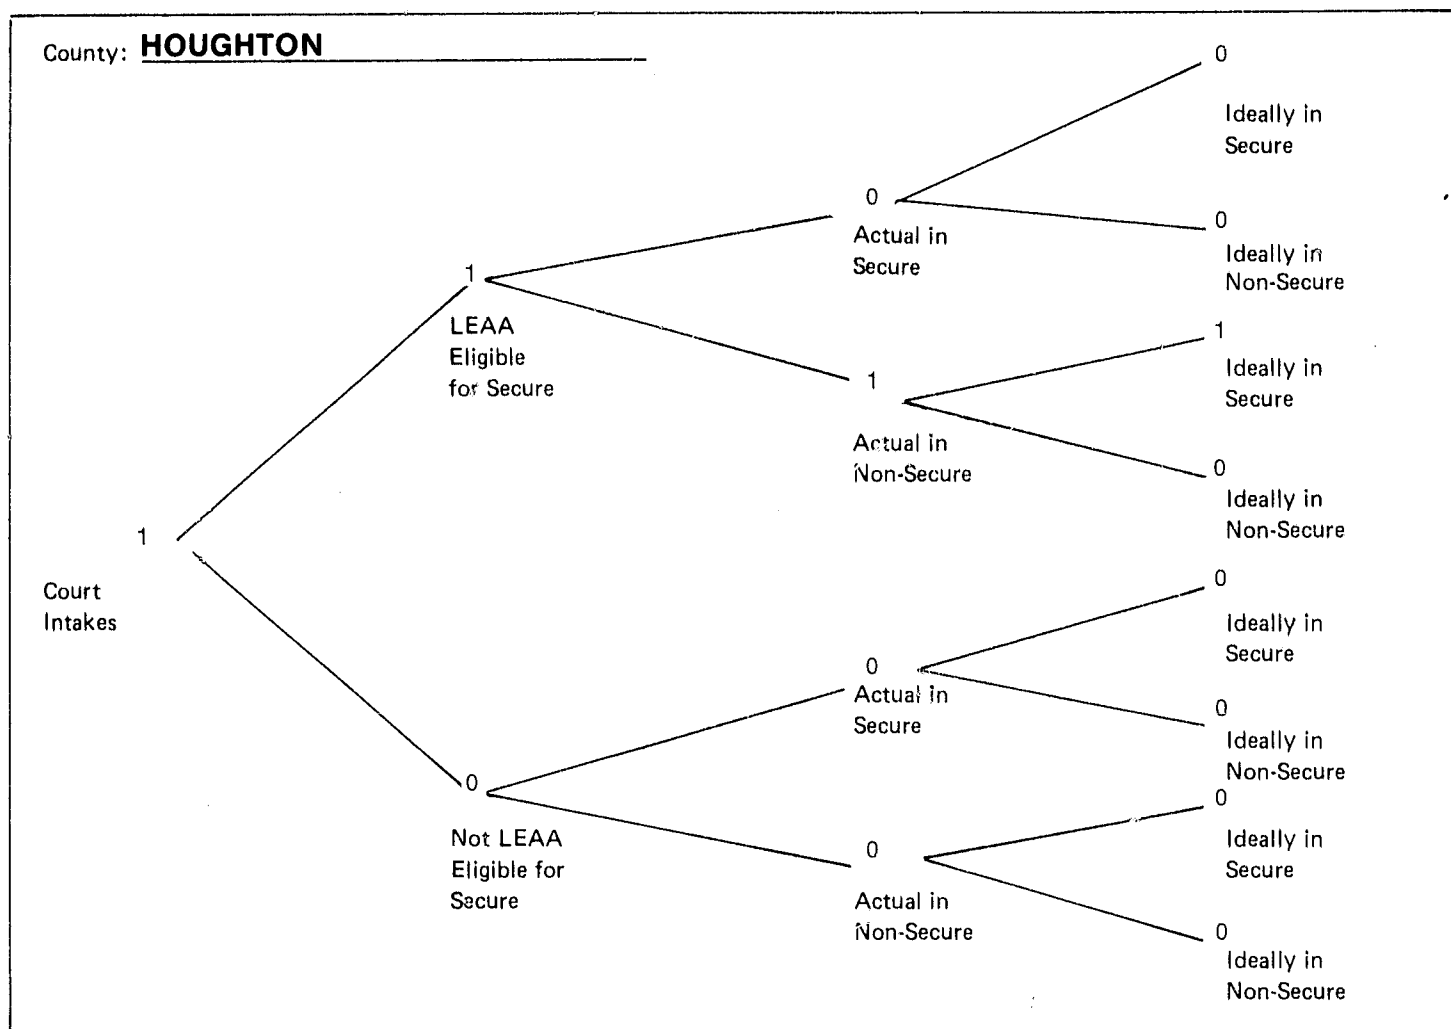 County: HOUGHTON
0
Ideally in
Secure
0
Actual in
Secure
0
Ideally in
Non-Secure
1
LEAA
Eligible
for Secure
1
Ideally in
Secure
1
Actual in
Non-Secure
0
Ideally in
Non-Secure
1
Court
Intakes
0
Ideally in
Secure
0
Actual in
Secure
0
Ideally in
Non-Secure
0
Not LEAA
Eligible for
Secure
0
Ideally in
Secure
0
Actual in
Non-Secure
0
Ideally in
Non-Secure